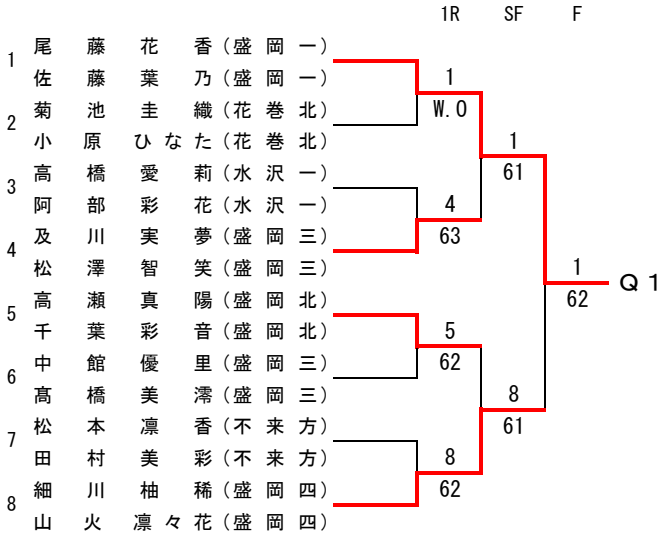 1R SF F
1 尾藤花香(盛岡一)
佐藤葉乃(盛岡一)
2 菊池圭織(花巻北)
小原ひなた(花巻北)
3 高橋愛莉(水沢一)
阿部彩花(水沢一)
4 及川実夢(盛岡三)
松澤智笑(盛岡三)
5 高瀬真陽(盛岡北)
千葉彩音(盛岡北)
6 中館優里(盛岡三)
髙橋美澪(盛岡三)
7 松本凛香(不来方)
田村美彩(不来方)
8 細川柚稀(盛岡四)
山火凛々花(盛岡四)
1
W.O
4
63
5
62
8
62
1
61
8
61
1
62
Q1